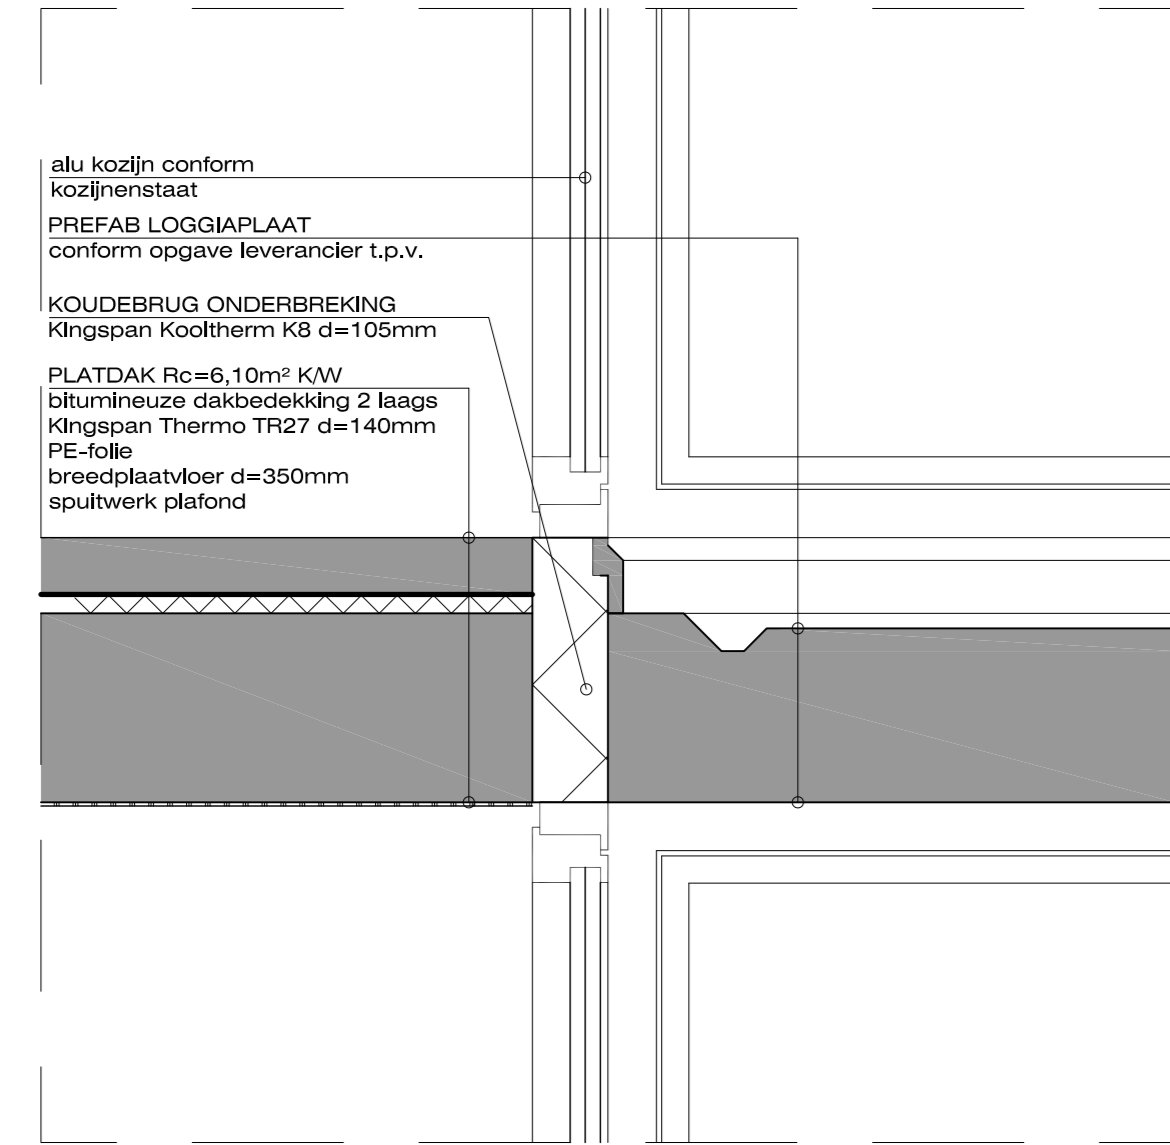 alu kozijn conform
kozijnenstaat
PREFAB LOGGIAPLAAT
conform opgave leverancier t.p.v.
KOUDEBRUG ONDERBREKING
KIngspan Kooltherm K8 d=105mm
PLATDAK Rc=6,10m² K/W
bitumineuze dakbedekking 2 laags
KIngspan Thermo TR27 d=140mm
PE-folie
breedplaatvloer d=350mm
spuitwerk plafond